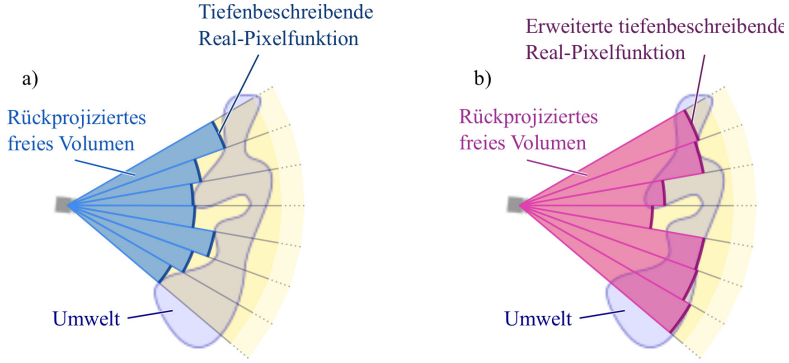 Tiefenbeschreibende
Real-Pixelfunktion
a)
Rückprojiziertes
freies Volumen
Umwelt
Erweiterte tiefenbeschreibende
Real-Pixelfunktion
b)
Rückprojiziertes
freies Volumen
Umwelt